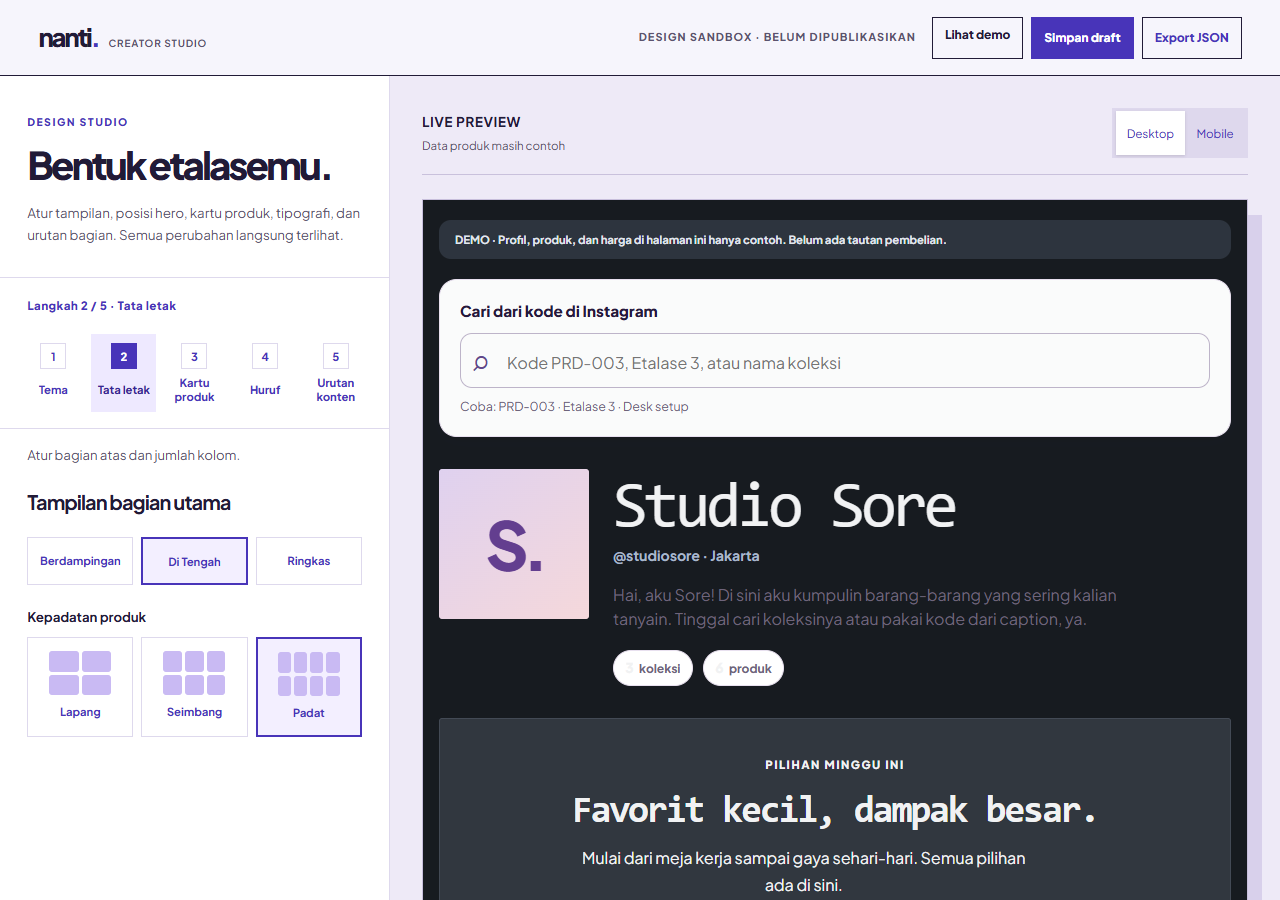 nanti. CREATOR STUDIO
DESIGN SANDBOX · BELUM DIPUBLIKASIKAN
Lihat demo
Simpan draft
Export JSON
DESIGN STUDIO
Bentuk etalasemu.
Atur tampilan, posisi hero, kartu produk, tipografi, dan
urutan bagian. Semua perubahan langsung terlihat.
Langkah 2 / 5 · Tata letak
1
Tema
2
Tata letak
3
Kartu
produk
4
Huruf
5
Urutan
konten
Atur bagian atas dan jumlah kolom.
Tampilan bagian utama
Berdampingan
Di Tengah
Ringkas
Kepadatan produk
Lapang
Seimbang
Padat
LIVE PREVIEW
Data produk masih contoh
Desktop
Mobile
DEMO · Profil, produk, dan harga di halaman ini hanya contoh. Belum ada tautan pembelian.
Cari dari kode di Instagram
Kode PRD-003, Etalase 3, atau nama koleksi
Coba: PRD-003 · Etalase 3 · Desk setup
S.
Studio Sore
@studiosore · Jakarta
Hai, aku Sore! Di sini aku kumpulin barang-barang yang sering kalian
tanyain. Tinggal cari koleksinya atau pakai kode dari caption, ya.
3 koleksi
6 produk
PILIHAN MINGGU INI
Favorit kecil, dampak besar.
Mulai dari meja kerja sampai gaya sehari-hari. Semua pilihan
ada di sini.